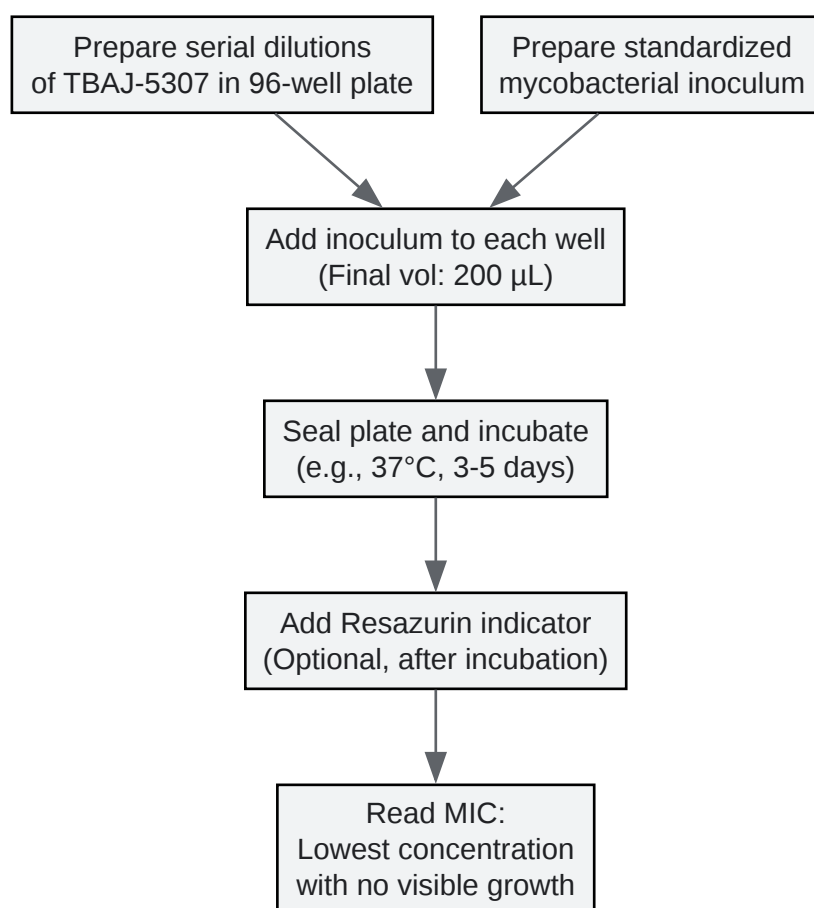 Prepare serial dilutions
of TBAJ-5307 in 96-well plate
Prepare standardized
mycobacterial inoculum
Add inoculum to each well
(Final vol: 200 µL)
Seal plate and incubate
(e.g., 37°C, 3-5 days)
Add Resazurin indicator
(Optional, after incubation)
Read MIC:
Lowest concentration
with no visible growth